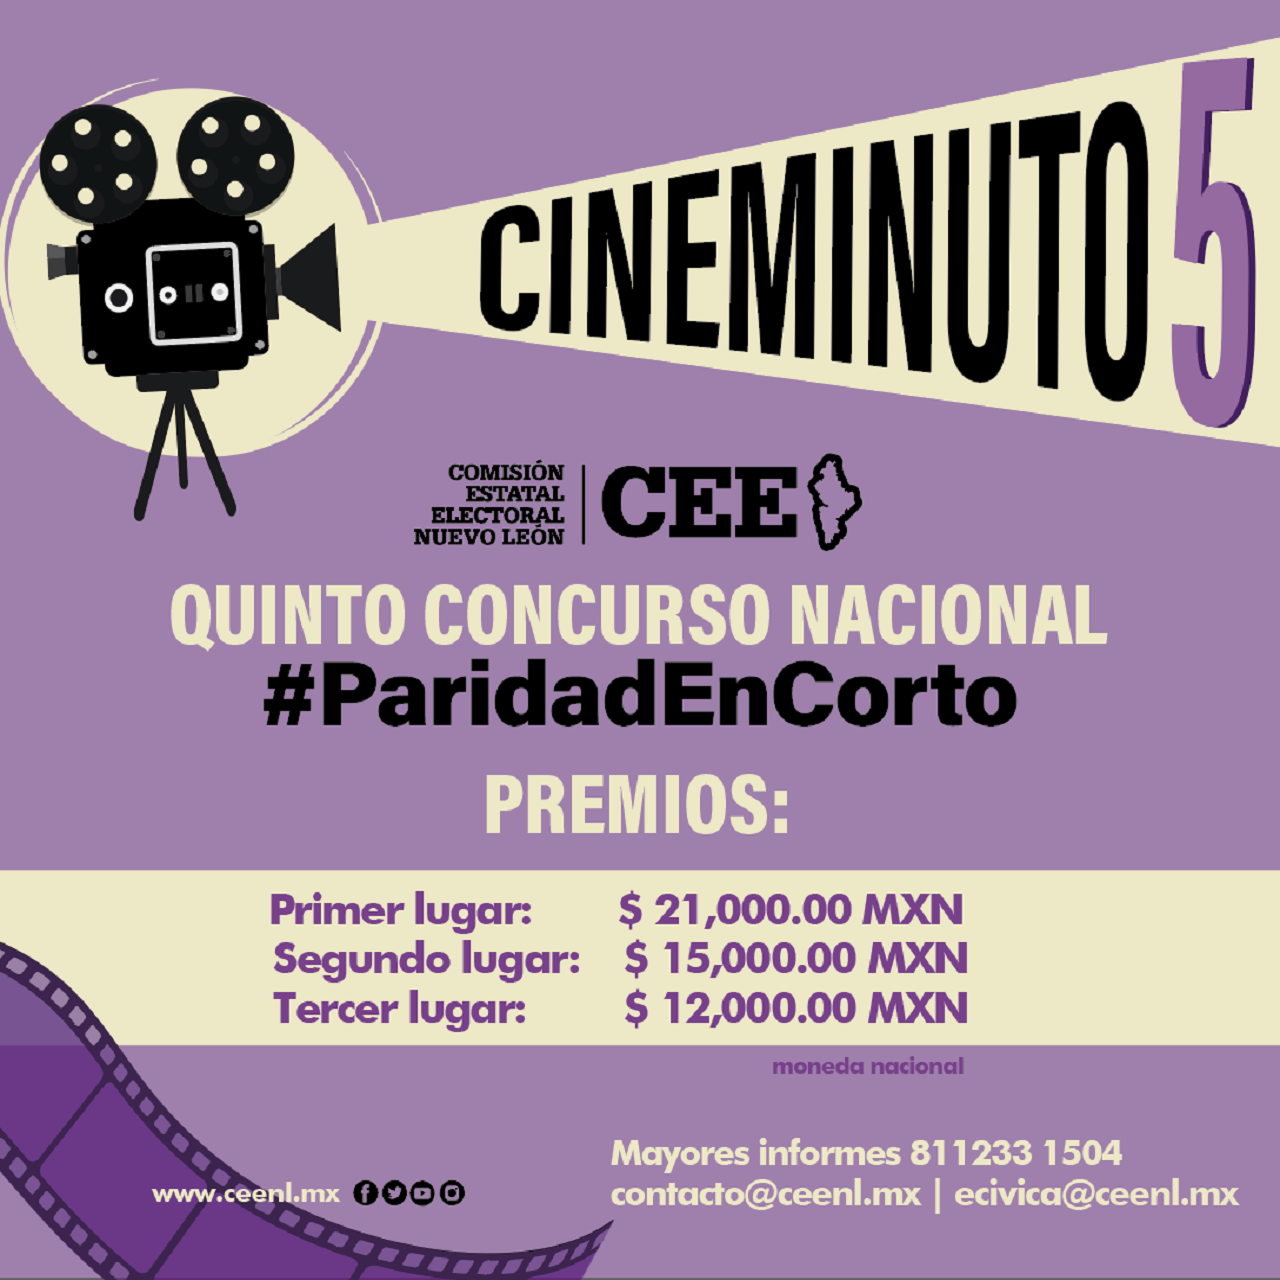 CINEMINUTO 5
COMISIÓN
ESTATAL
ELECTORAL
NUEVO LEÓN
CEE
QUINTO CONCURSO NACIONAL
#ParidadEnCorto
PREMIOS:
Primer lugar: $ 21,000.00 MXN
Segundo lugar: $ 15,000.00 MXN
Tercer lugar: $ 12,000.00 MXN
moneda nacional
Mayores informes 811233 1504
www.ceenl.mx
contacto@ceenl.mx | ecivica@ceenl.mx